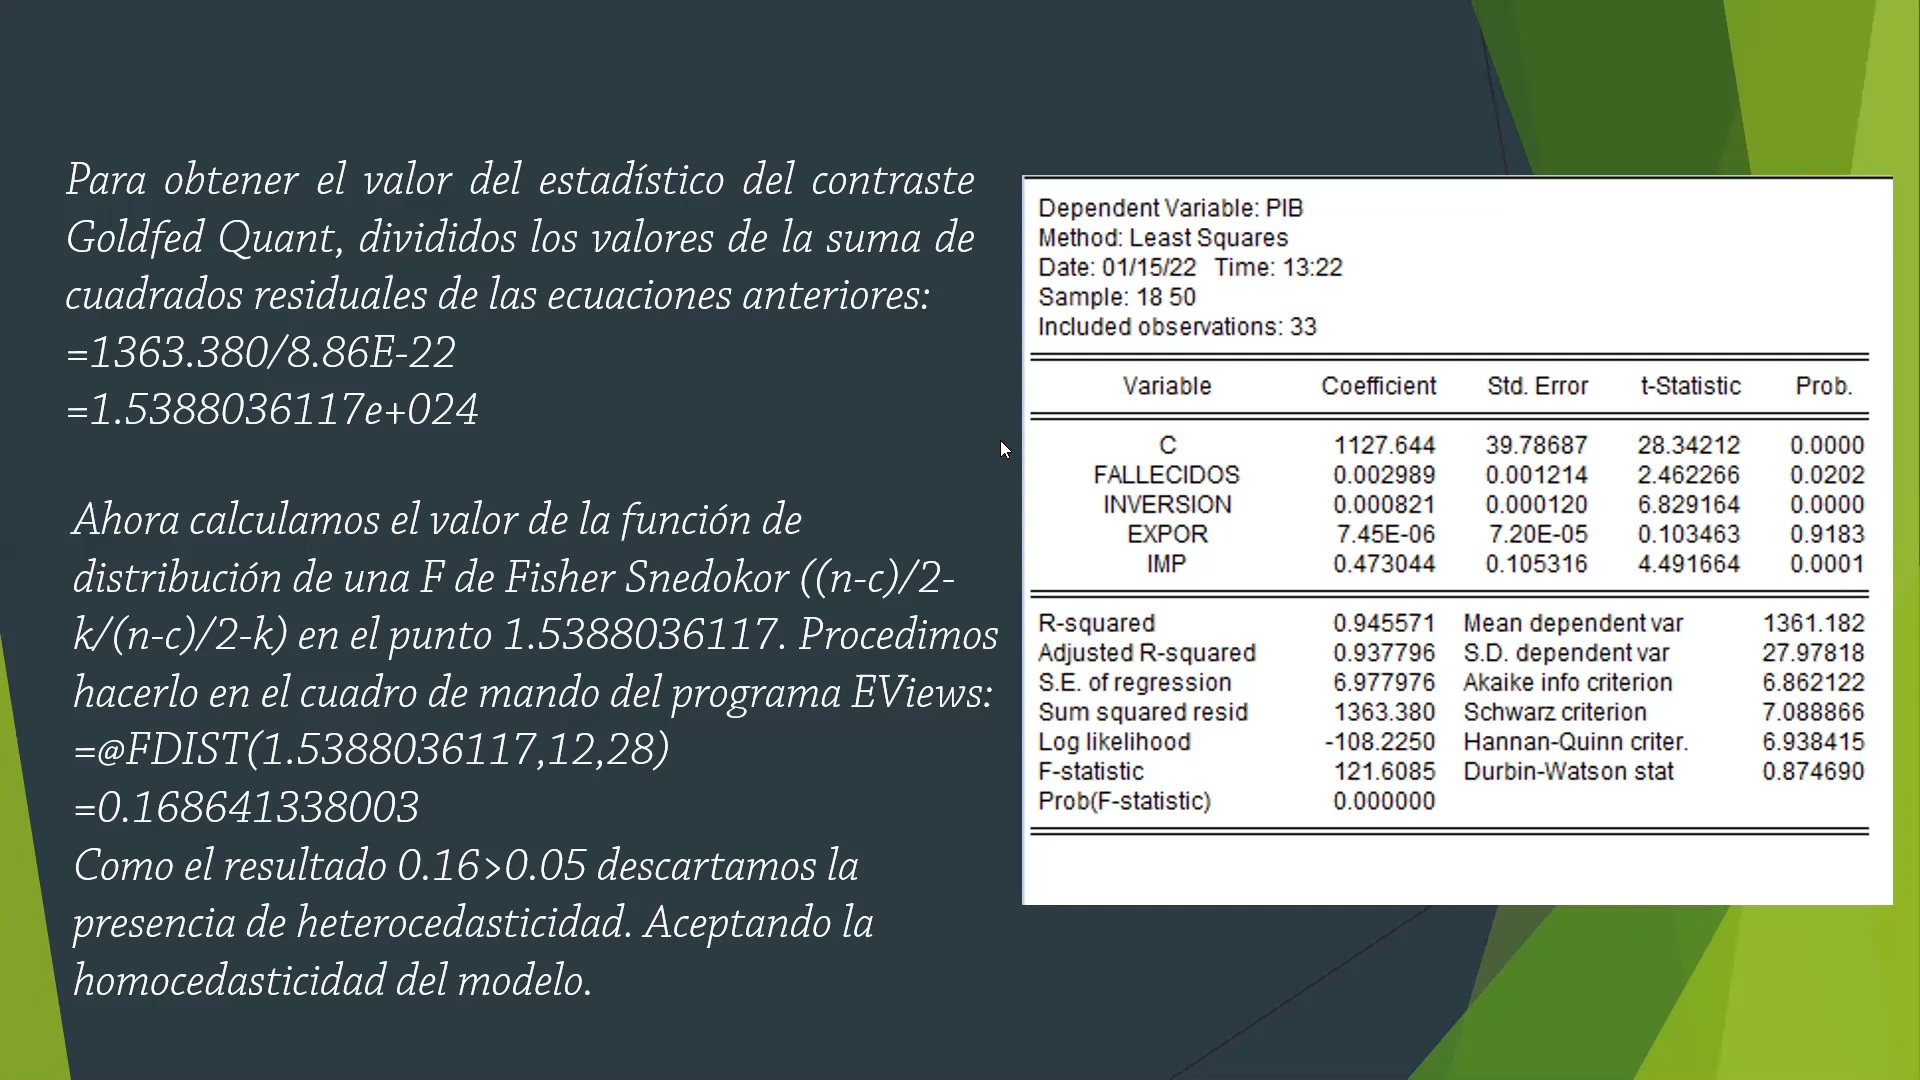 Para obtener el valor del estadístico del contraste
Goldfed Quant, divididos los valores de la suma de
cuadrados residuales de las ecuaciones anteriores:
=1363.380/8.86E-22
=1.5388036117e+024
Ahora calculamos el valor de la función de
distribución de una F de Fisher Snedokor ((n-c)/2-
k/(n-c)/2-k) en el punto 1.5388036117. Procedimos
hacerlo en el cuadro de mando del programa EViews:
=@FDIST(1.5388036117,12,28)
=0.168641338003
Como el resultado 0.16>0.05 descartamos la
presencia de heterocedasticidad. Aceptando la
homocedasticidad del modelo.
Dependent Variable: PIB
Method: Least Squares
Date: 01/15/22 Time: 13:22
Sample: 18 50
Included observations: 33
Variable Coefficient Std. Error t-Statistic Prob.
C 1127.644 39.78687 28.34212 0.0000
FALLECIDOS 0.002989 0.001214 2.462266 0.0202
INVERSION 0.000821 0.000120 6.829164 0.0000
EXPOR 7.45E-06 7.20E-05 0.103463 0.9183
IMP 0.473044 0.105316 4.491664 0.0001
R-squared 0.945571 Mean dependent var 1361.182
Adjusted R-squared 0.937796 S.D. dependent var 27.97818
S.E. of regression 6.977976 Akaike info criterion 6.862122
Sum squared resid 1363.380 Schwarz criterion 7.088866
Log likelihood -108.2250 Hannan-Quinn criter. 6.938415
F-statistic 121.6085 Durbin-Watson stat 0.874690
Prob(F-statistic) 0.000000